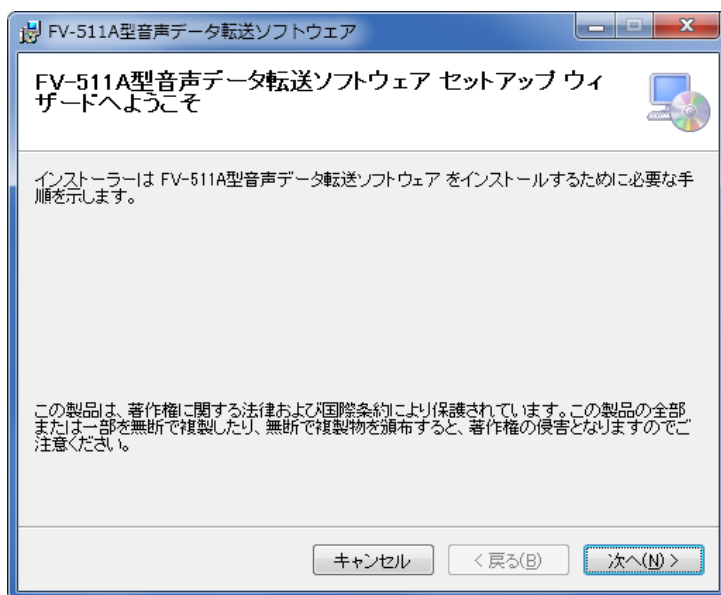 FV-511A型音声データ転送ソフトウェア
FV-511A型音声データ転送ソフトウェア セットアップ ウィ
ザードへようこそ
インストーラーは FV-511A型音声データ転送ソフトウェア をインストールするために必要な手
順を示します。
この製品は、著作権に関する法律および国際条約により保護されています。この製品の全部
または一部を無断で複製したり、無断で複製物を頒布すると、著作権の侵害となりますのでご
注意ください。
キャンセル
< 戻る(B)
次へ(N) >